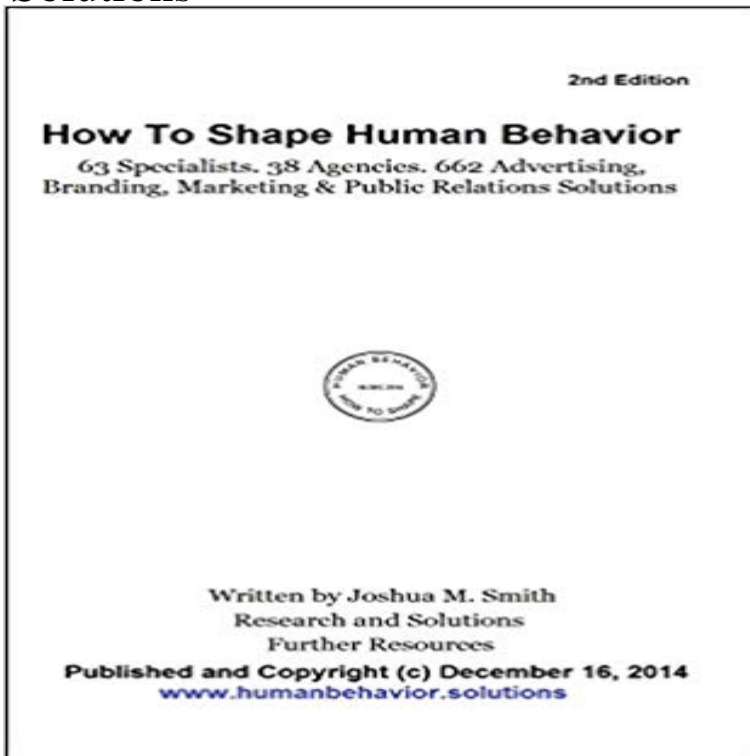 2nd Edition
How To Shape Human Behavior
63 Specialists. 38 Agencies. 662 Advertising,
Branding, Marketing & Public Relations Solutions
HUMAN BEHAVIOR
HOW TO SHAPE
Written by Joshua M. Smith
Research and Solutions
Further Resources
Published and Copyright (c) December 16, 2014
www.humanbehavior.solutions